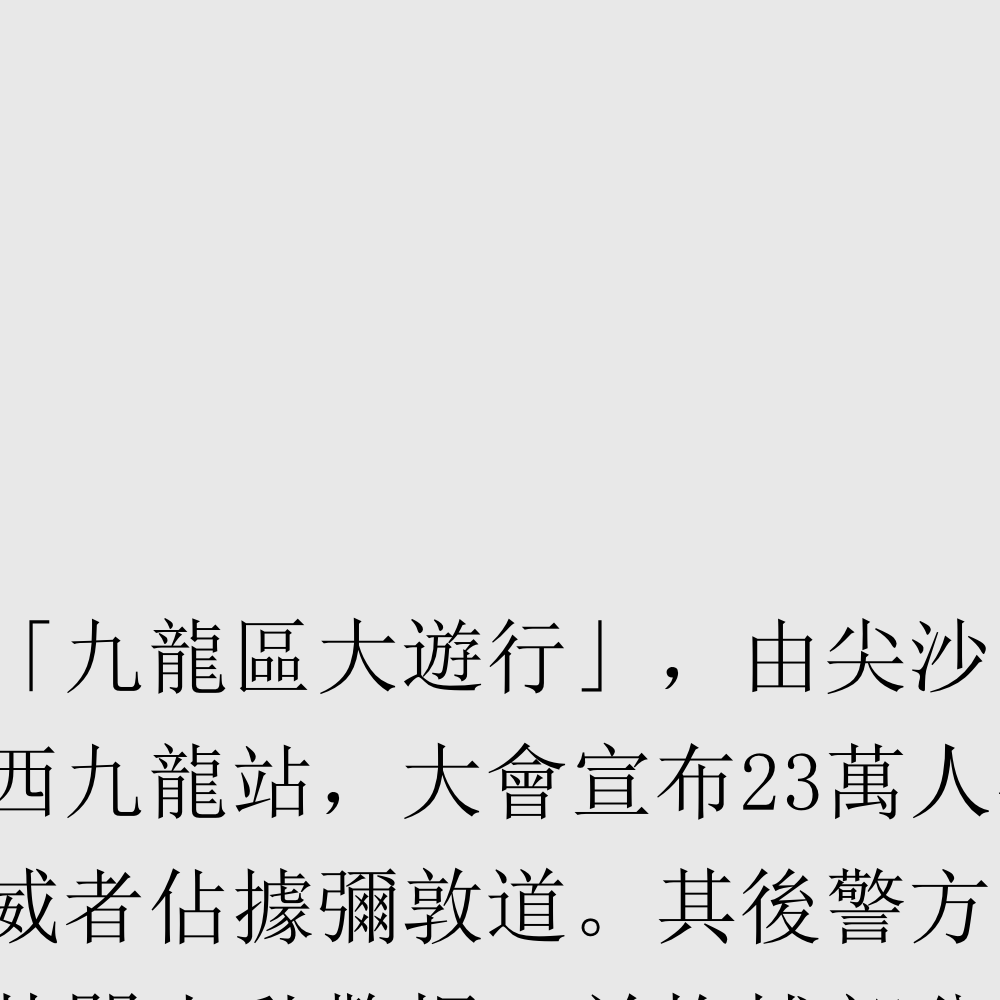 「九龍區大遊行」，由尖沙
西九龍站，大會宣布23萬人
威者佔據彌敦道。其後警方